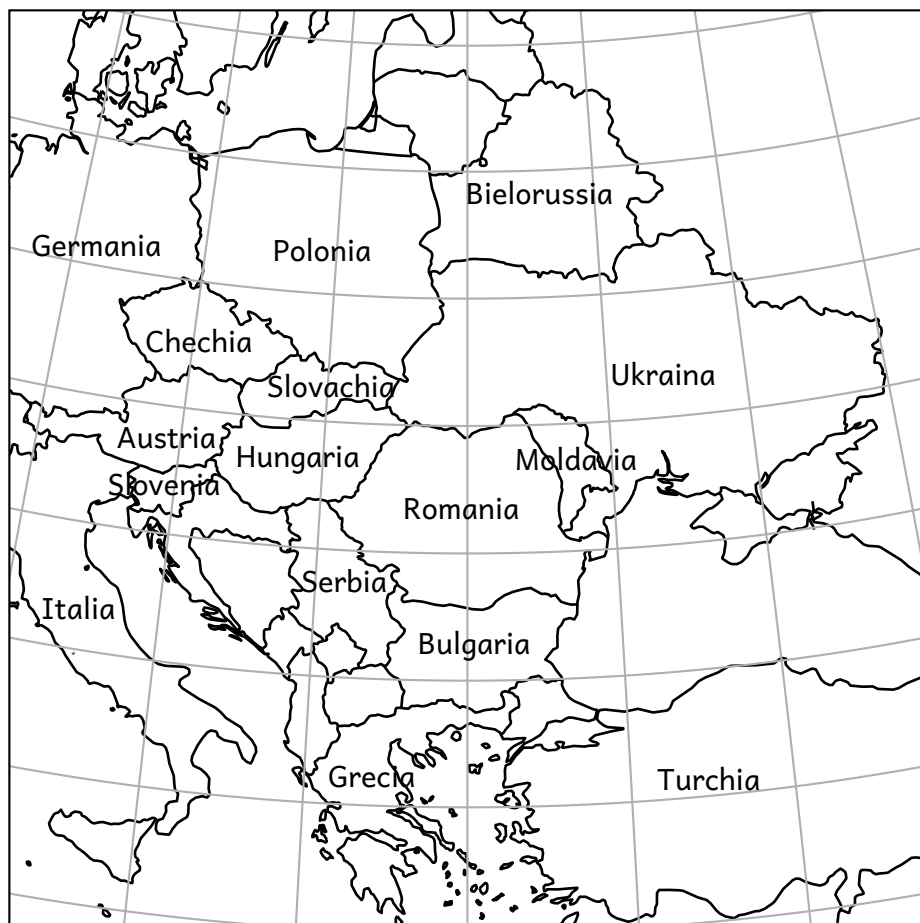 Bielorussia
Germania
Polonia
Chechia
Ukraina
Slovachia
Austria
Hungaria
Moldavia
Slovenia
Romania
Serbia
Italia
Bulgaria
Grecia
Turchia